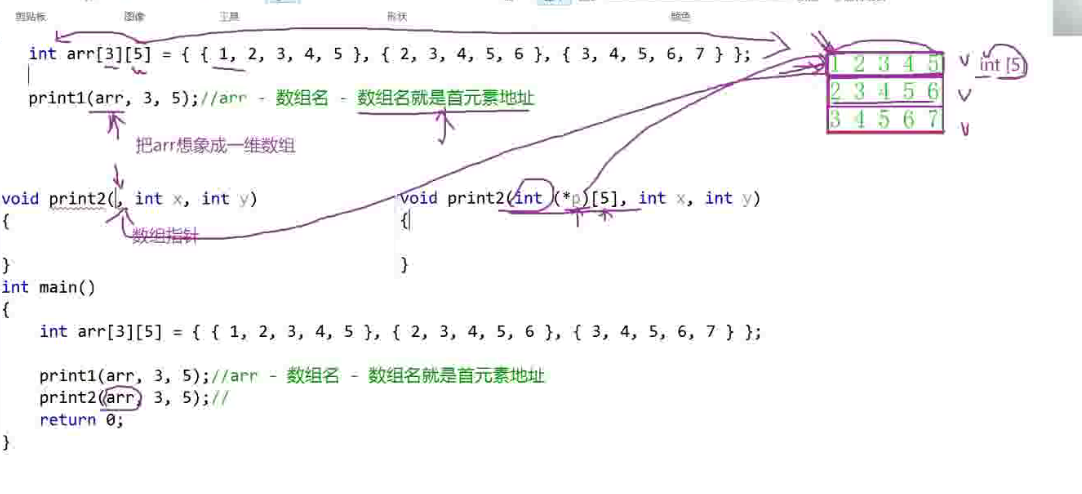 剪贴板 图像 工具 形状 颜色
int arr[3][5] = { { 1, 2, 3, 4, 5 }, { 2, 3, 4, 5, 6 }, { 3, 4, 5, 6, 7 } };
1 2 3 4 5 int [5]
2 3 4 5 6
3 4 5 6 7
print1(arr, 3, 5);//arr - 数组名 - 数组名就是首元素地址
把arr想象成一维数组
void print2(, int x, int y) void print2(int (*p)[5], int x, int y)
{ {
数组指针
} }
int main()
{
int arr[3][5] = { { 1, 2, 3, 4, 5 }, { 2, 3, 4, 5, 6 }, { 3, 4, 5, 6, 7 } };
print1(arr, 3, 5);//arr - 数组名 - 数组名就是首元素地址
print2(arr, 3, 5);//
return 0;
}